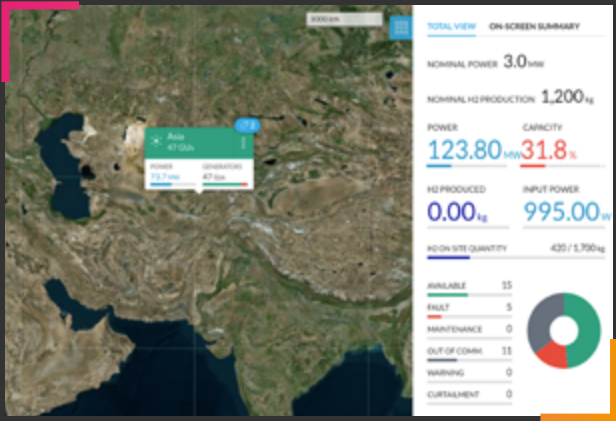 1000 km
Asia
47 GUs
POWER
73.7 MW
GENERATORS
47 GUs
TOTAL VIEW ON-SCREEN SUMMARY
NOMINAL POWER 3.0 MW
NOMINAL H2 PRODUCTION 1,200 kg
POWER CAPACITY
123.80 MW 31.8 %
H2 PRODUCED INPUT POWER
0.00 kg 995.00 W
H2 ON SITE QUANTITY 420 / 1,700 kg
AVAILABLE 15
FAULT 5
MAINTENANCE 0
OUT OF COMM. 11
WARNING 0
CURTAILMENT 0